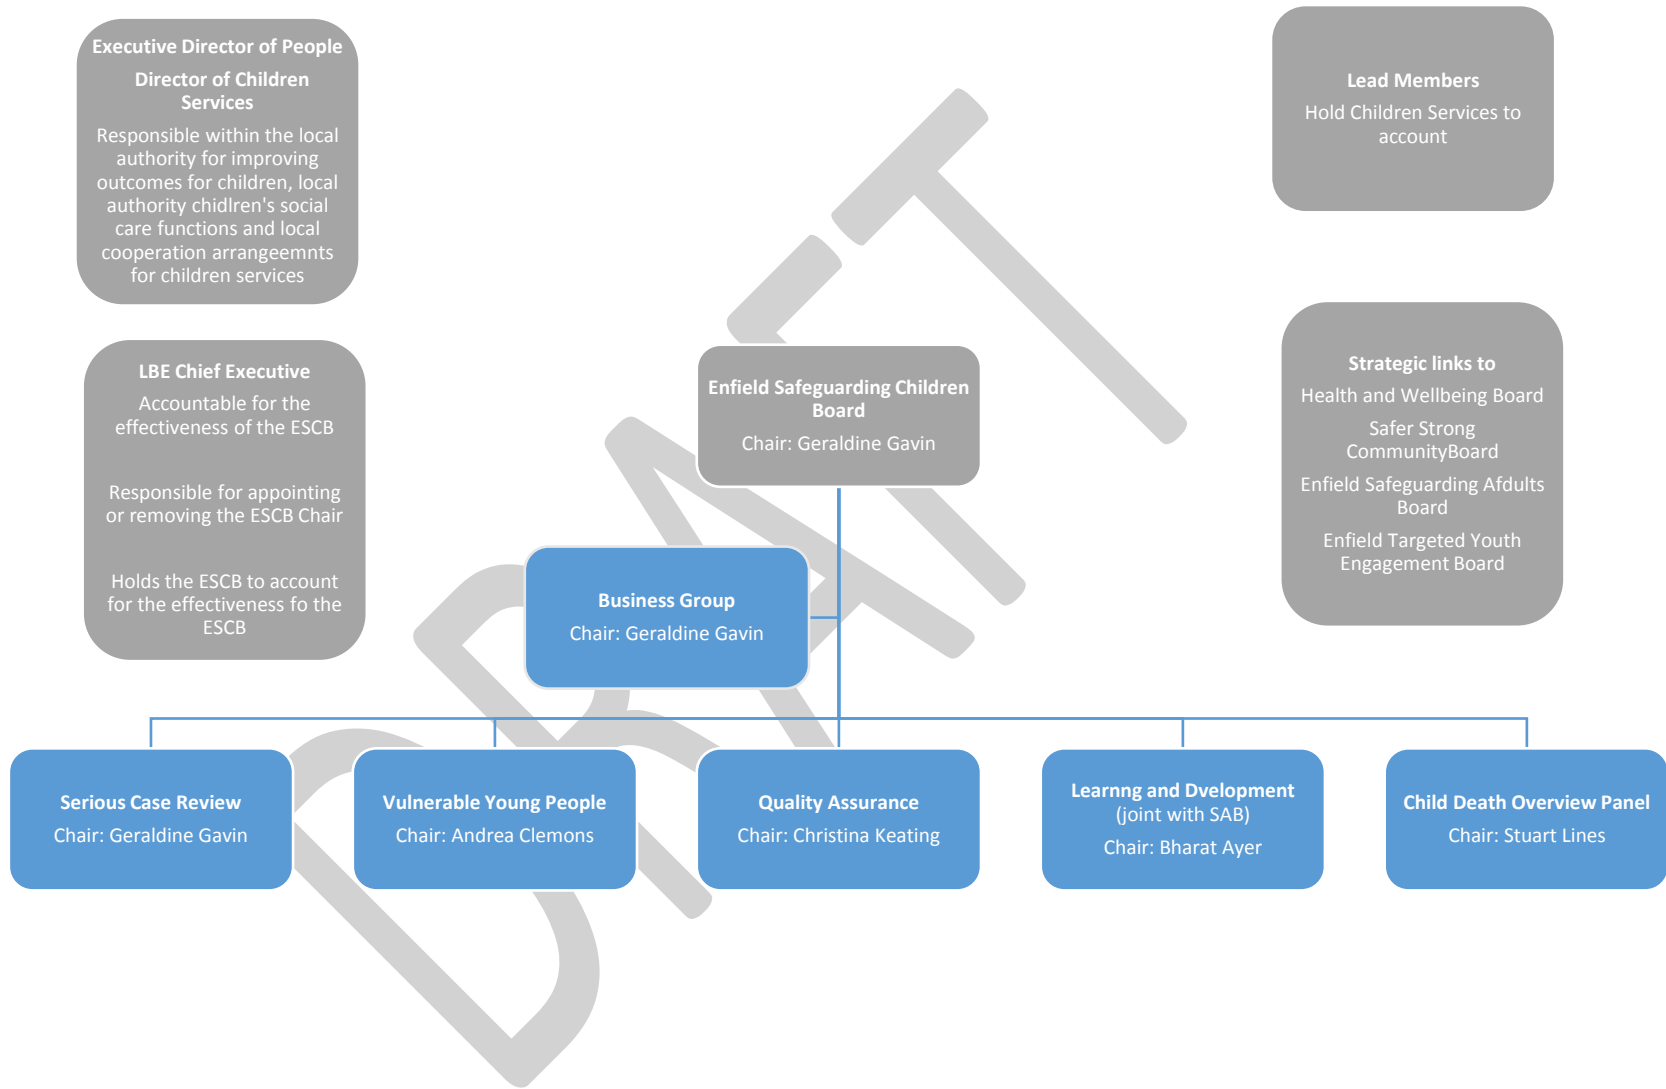 Executive Director of People
Director of Children
Services
Responsible within the local
authority for improving
outcomes for children, local
authority chidlren's social
care functions and local
cooperation arrangeemnts
for children services
Lead Members
Hold Children Services to
account
LBE Chief Executive
Accountable for the
effectiveness of the ESCB
Responsible for appointing
or removing the ESCB Chair
Holds the ESCB to account
for the effectiveness fo the
ESCB
Enfield Safeguarding Children
Board
Chair: Geraldine Gavin
Strategic links to
Health and Wellbeing Board
Safer Strong
CommunityBoard
Enfield Safeguarding Afdults
Board
Enfield Targeted Youth
Engagement Board
Business Group
Chair: Geraldine Gavin
Serious Case Review
Chair: Geraldine Gavin
Vulnerable Young People
Chair: Andrea Clemons
Quality Assurance
Chair: Christina Keating
Learnng and Dvelopment
(joint with SAB)
Chair: Bharat Ayer
Child Death Overview Panel
Chair: Stuart Lines
DRAFT